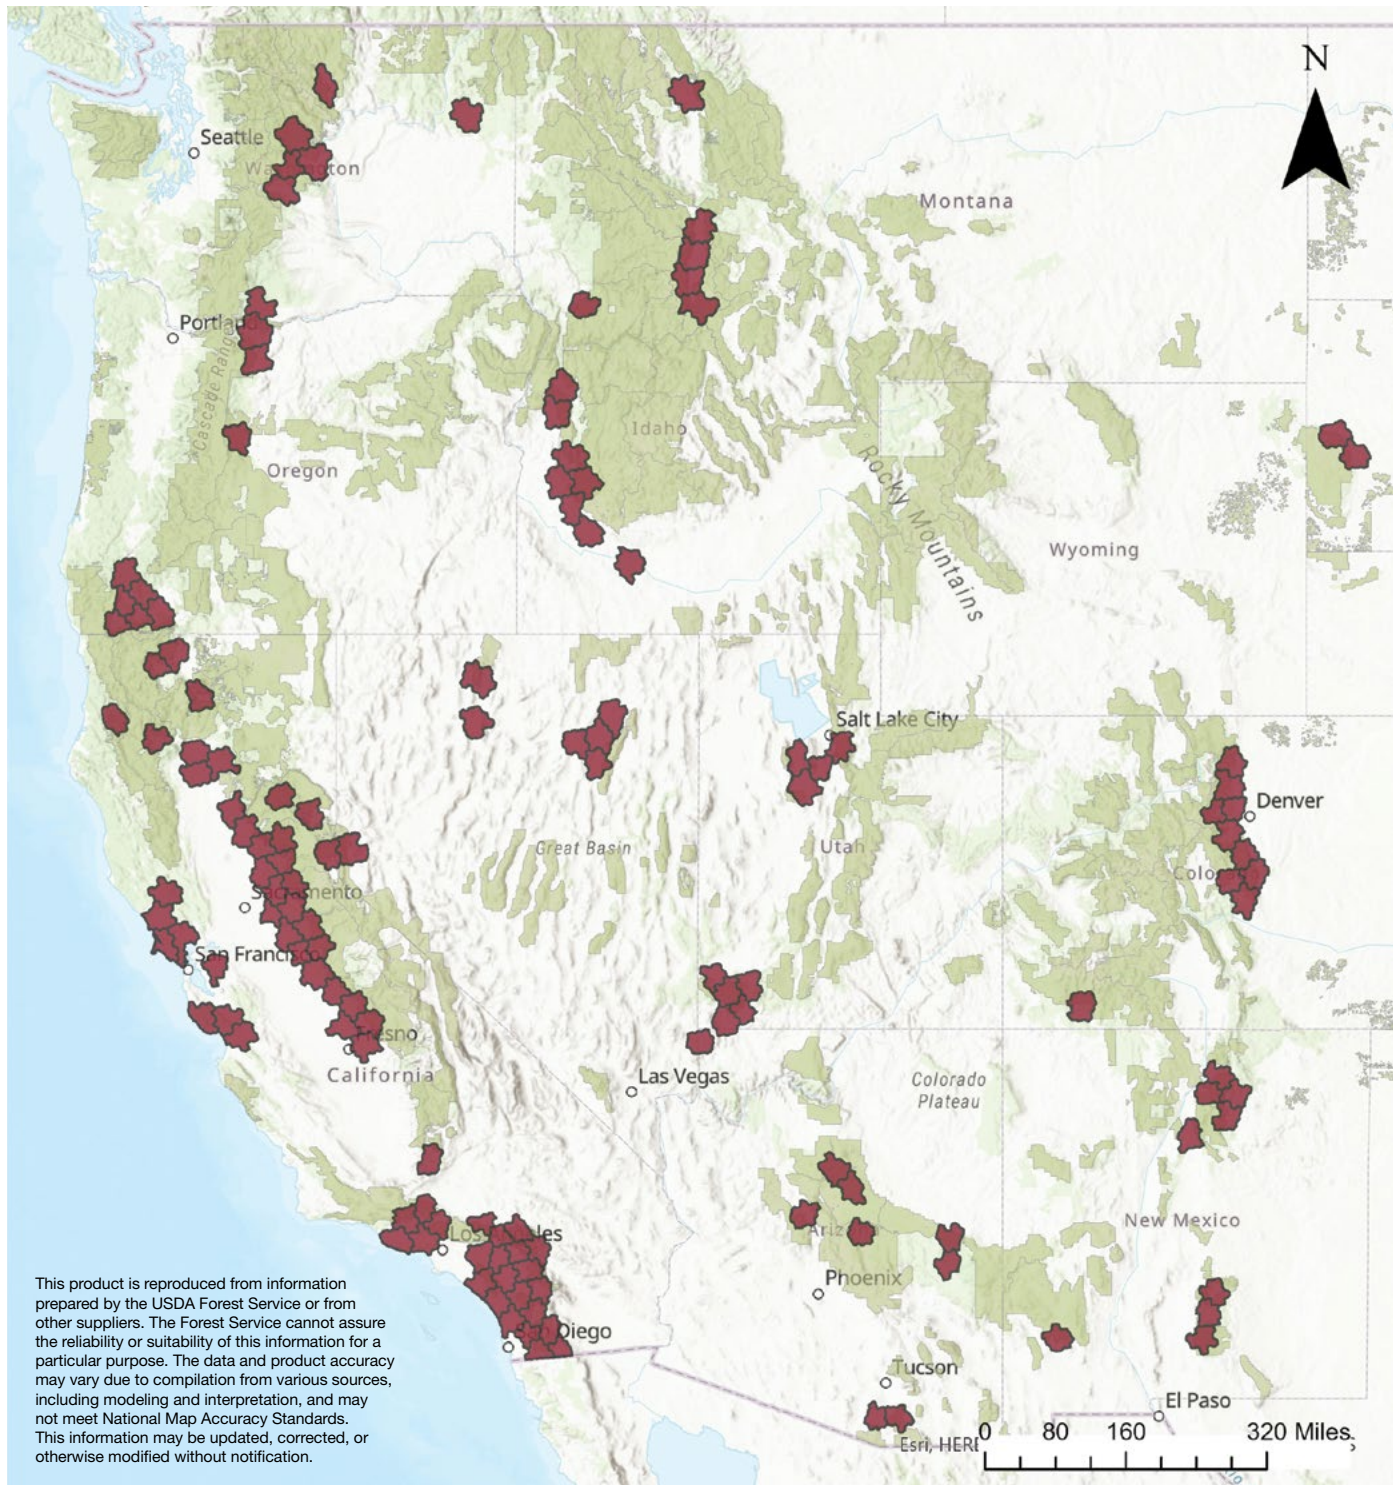 N
Seattle
Washington
Montana
Portland
Cascade Range
Idaho
Oregon
Rocky Mountains
Wyoming
Salt Lake City
Denver
Great Basin
Utah
Colorado
Sacramento
San Francisco
Fresno
California
Las Vegas
Colorado
Plateau
Los Angeles
Arizona
New Mexico
Phoenix
San Diego
Tucson
El Paso
Esri, HERE
0 80 160 320 Miles
This product is reproduced from information
prepared by the USDA Forest Service or from
other suppliers. The Forest Service cannot assure
the reliability or suitability of this information for a
particular purpose. The data and product accuracy
may vary due to compilation from various sources,
including modeling and interpretation, and may
not meet National Map Accuracy Standards.
This information may be updated, corrected, or
otherwise modified without notification.